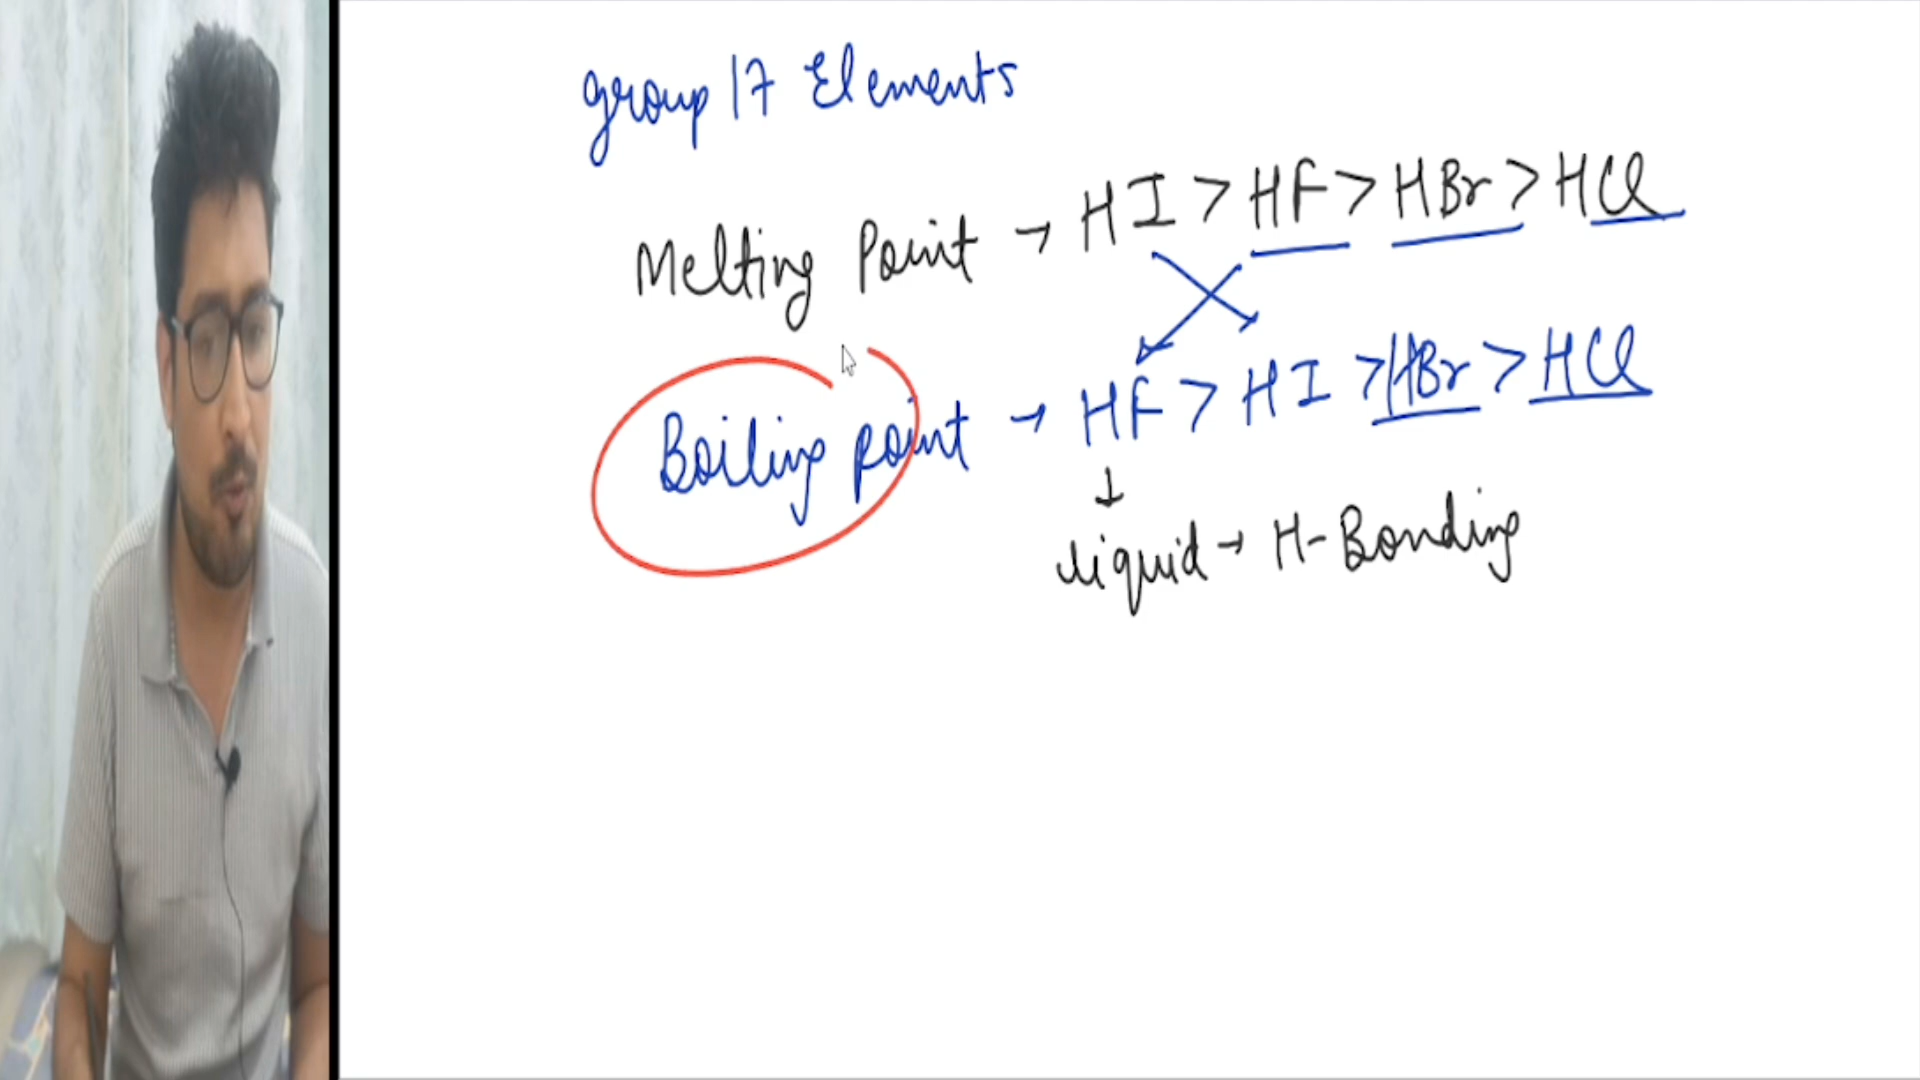 group 17 Elements
Melting Point → HI > HF > HBr > HCl
Boiling point → HF > HI > HBr > HCl
↓
liquid → H-Bonding